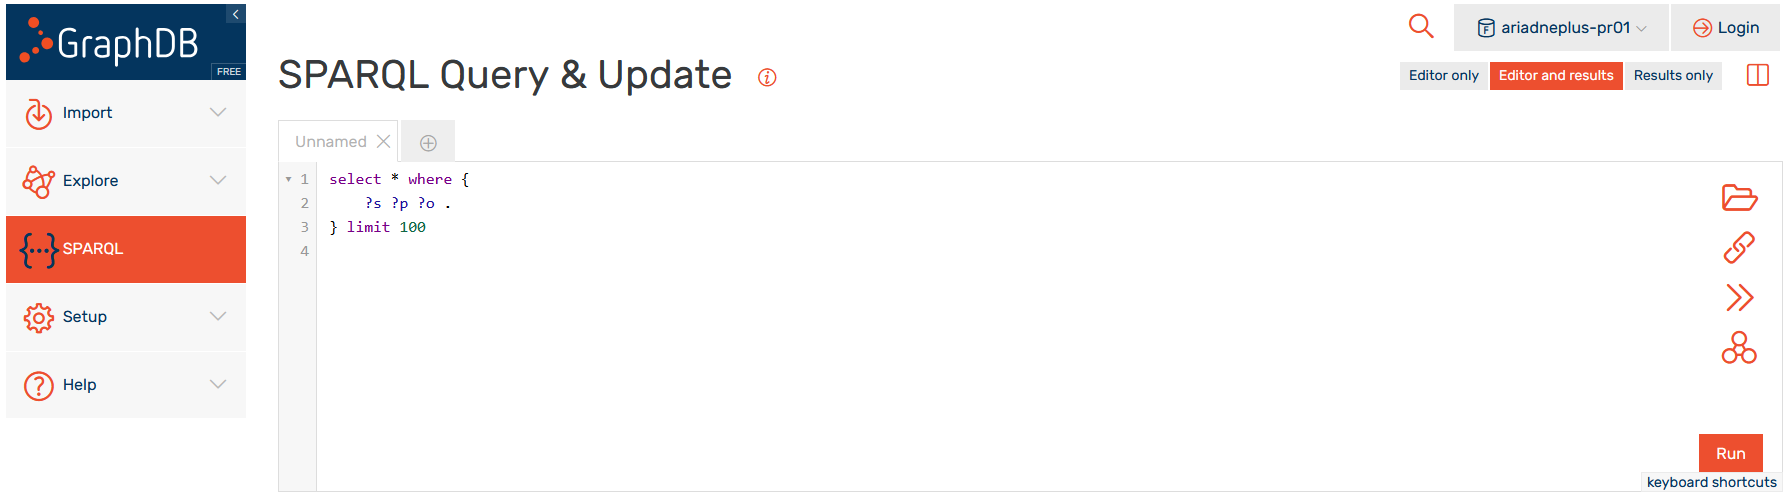 GraphDB
FREE
Import
Explore
SPARQL
Setup
Help
ariadneplus-pr01
Login
SPARQL Query & Update
Editor only
Editor and results
Results only
Unnamed
1 select * where {
2 ?s ?p ?o .
3 } limit 100
4
Run
keyboard shortcuts